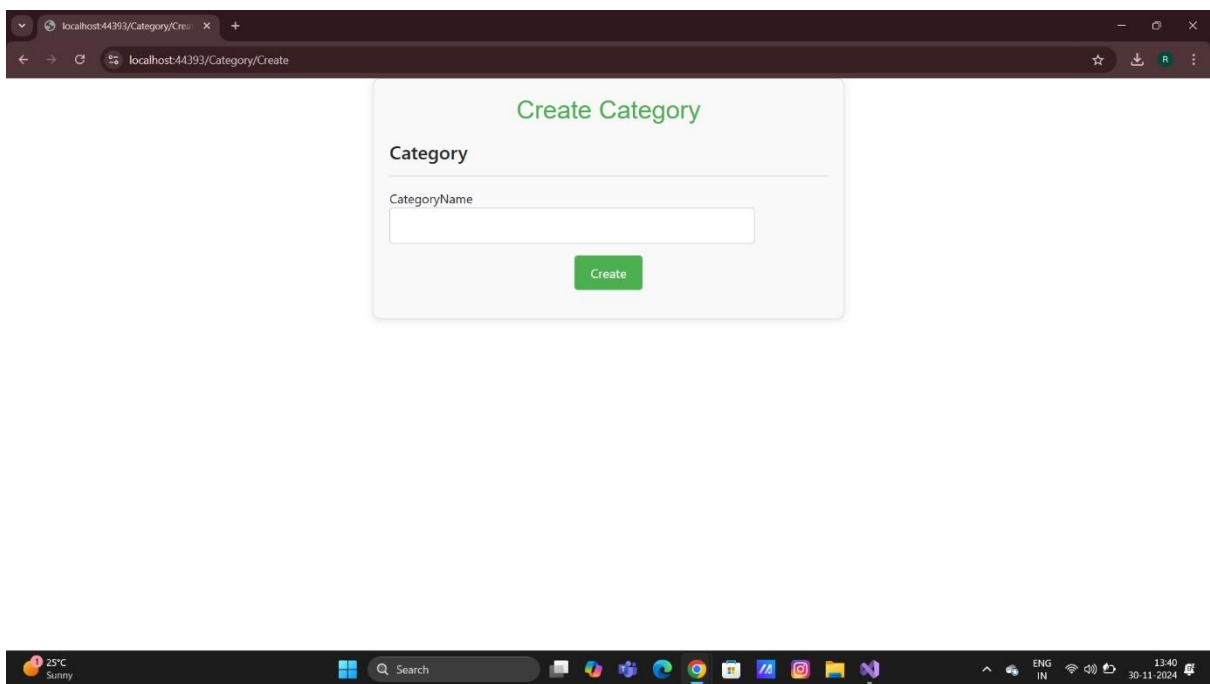 localhost:44393/Category/Crea
localhost:44393/Category/Create
R
Create Category
Category
CategoryName
Create
1
25°C
Sunny
Search
ENG
IN
13:40
30-11-2024